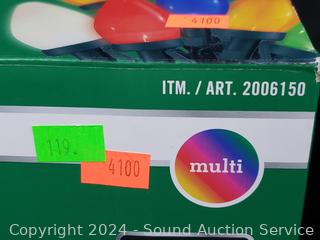 4100
ITM. / ART. 2006150
119.
4100
multi
Copyright 2024 - Sound Auction Service